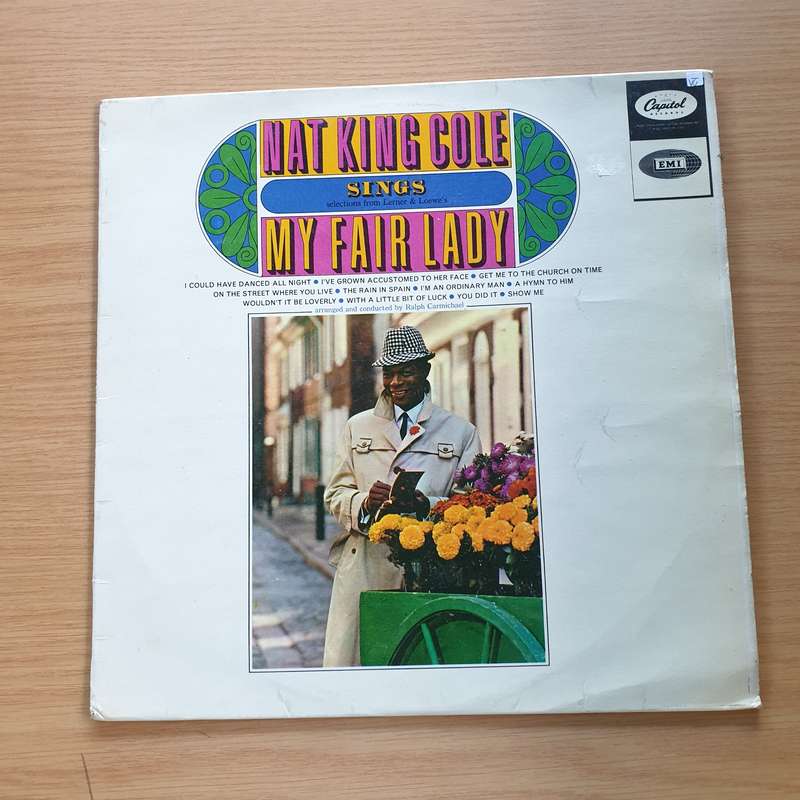 NAT KING COLE
SINGS
selections from Lerner & Loewe's
MY FAIR LADY
I COULD HAVE DANCED ALL NIGHT • I'VE GROWN ACCUSTOMED TO HER FACE • GET ME TO THE CHURCH ON TIME
ON THE STREET WHERE YOU LIVE • THE RAIN IN SPAIN • I'M AN ORDINARY MAN • A HYMN TO HIM
WOULDN'T IT BE LOVERLY • WITH A LITTLE BIT OF LUCK • YOU DID IT • SHOW ME
arranged and conducted by Ralph Carmichael
Capitol
RECORDS
EMI